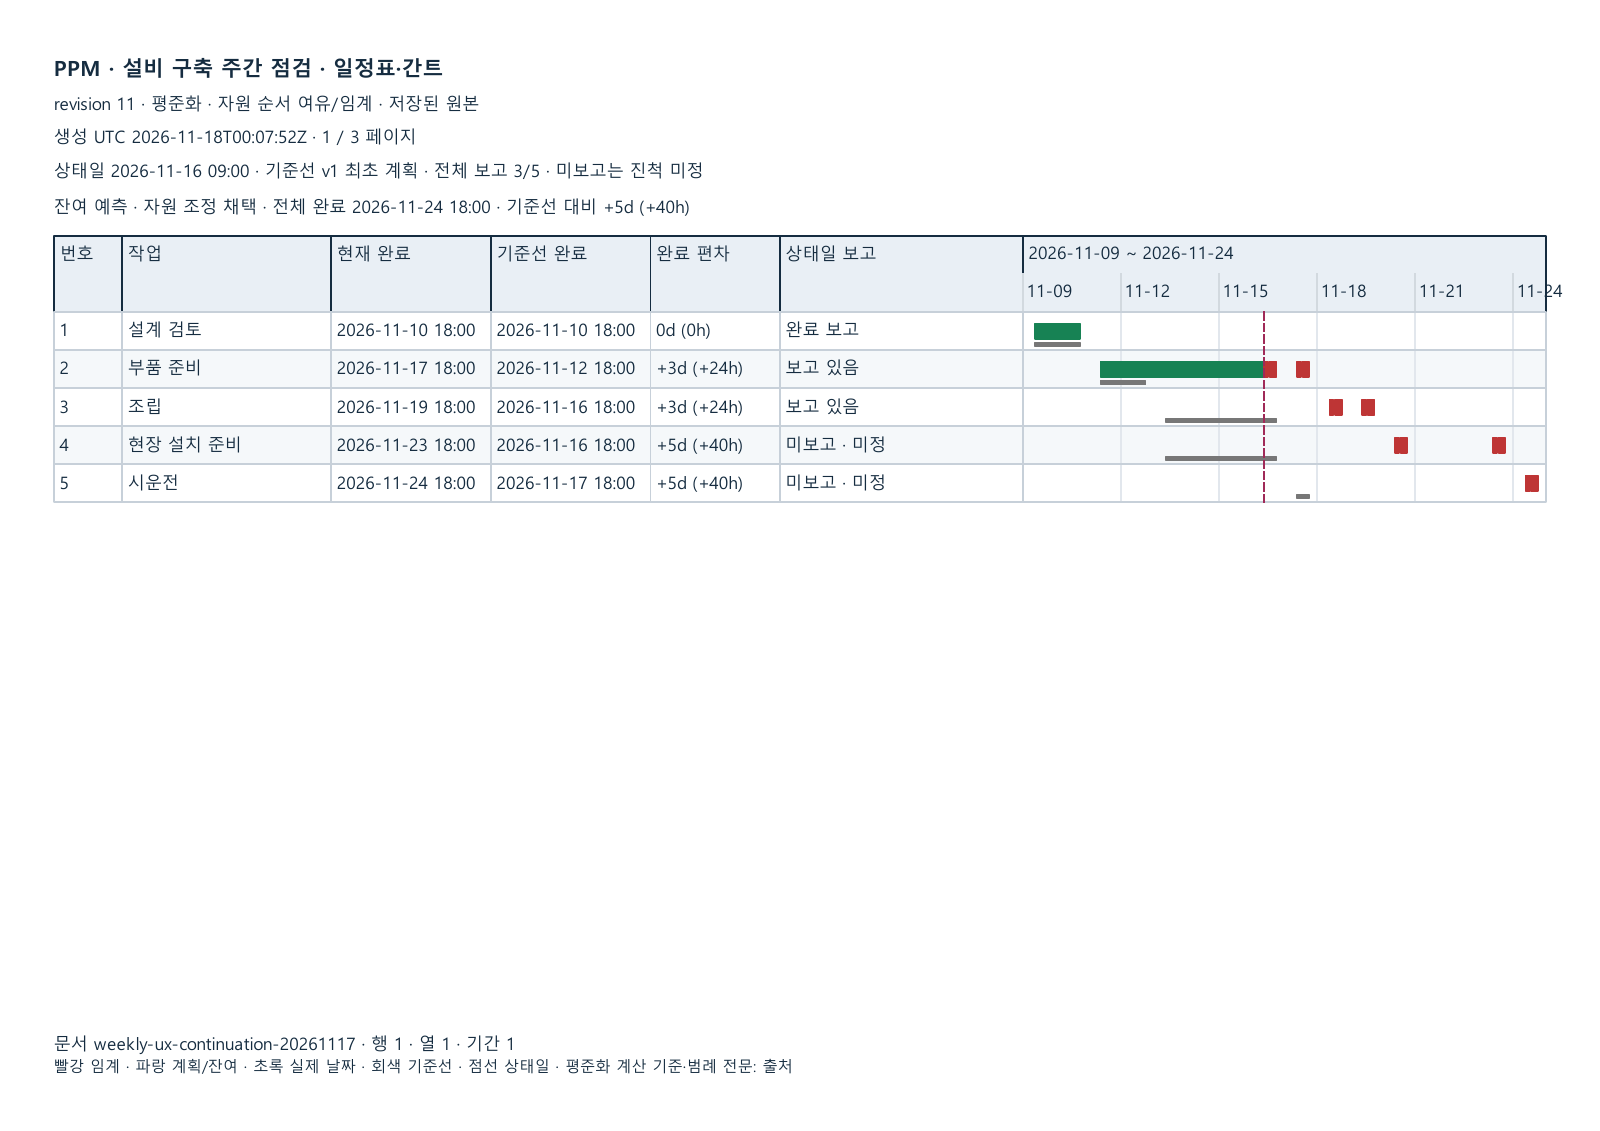 PPM · 설비 구축 주간 점검 · 일정표·간트
revision 11 · 평준화 · 자원 순서 여유/임계 · 저장된 원본
생성 UTC 2026-11-18T00:07:52Z · 1 / 3 페이지
상태일 2026-11-16 09:00 · 기준선 v1 최초 계획 · 전체 보고 3/5 · 미보고는 진척 미정
잔여 예측 · 자원 조정 채택 · 전체 완료 2026-11-24 18:00 · 기준선 대비 +5d (+40h)
번호 작업 현재 완료 기준선 완료 완료 편차 상태일 보고 2026-11-09 ~ 2026-11-24
11-09 11-12 11-15 11-18 11-21 11-24
1 설계 검토 2026-11-10 18:00 2026-11-10 18:00 0d (0h) 완료 보고
2 부품 준비 2026-11-17 18:00 2026-11-12 18:00 +3d (+24h) 보고 있음
3 조립 2026-11-19 18:00 2026-11-16 18:00 +3d (+24h) 보고 있음
4 현장 설치 준비 2026-11-23 18:00 2026-11-16 18:00 +5d (+40h) 미보고 · 미정
5 시운전 2026-11-24 18:00 2026-11-17 18:00 +5d (+40h) 미보고 · 미정
문서 weekly-ux-continuation-20261117 · 행 1 · 열 1 · 기간 1
빨강 임계 · 파랑 계획/잔여 · 초록 실제 날짜 · 회색 기준선 · 점선 상태일 · 평준화 계산 기준·범례 전문: 출처